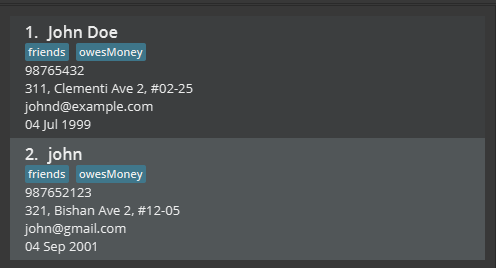 1. John Doe
friends owesMoney
98765432
311, Clementi Ave 2, #02-25
johnd@example.com
04 Jul 1999
2. john
friends owesMoney
987652123
321, Bishan Ave 2, #12-05
john@gmail.com
04 Sep 2001